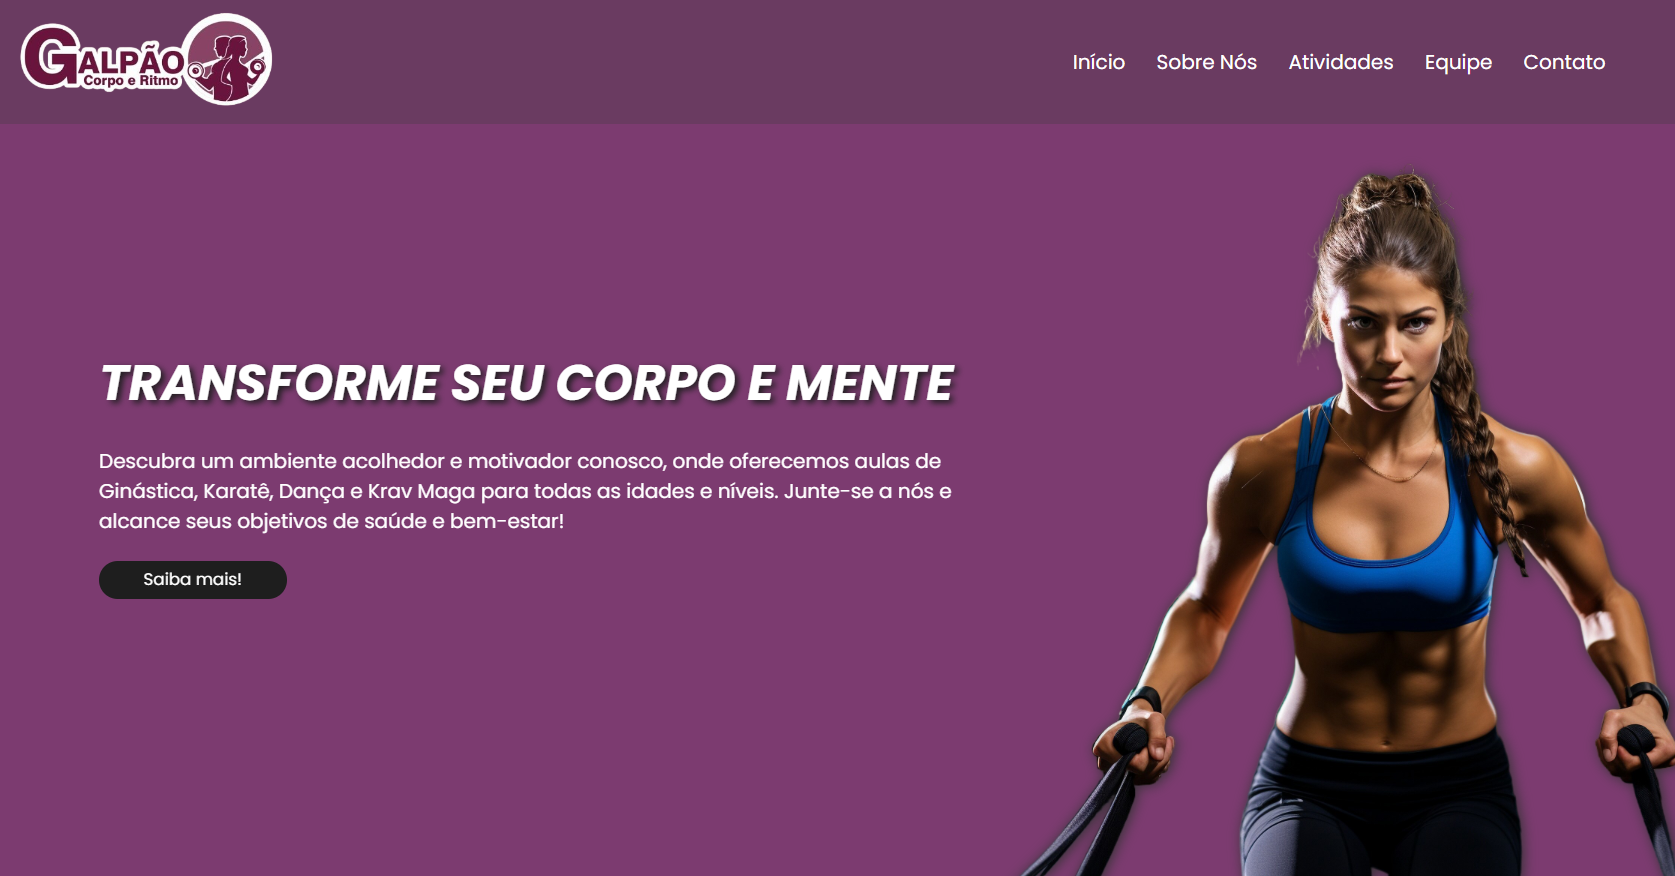 GALPÃO
Corpo e Ritmo
Início Sobre Nós Atividades Equipe Contato
TRANSFORME SEU CORPO E MENTE
Descubra um ambiente acolhedor e motivador conosco, onde oferecemos aulas de
Ginástica, Karatê, Dança e Krav Maga para todas as idades e níveis. Junte-se a nós e
alcance seus objetivos de saúde e bem-estar!
Saiba mais!